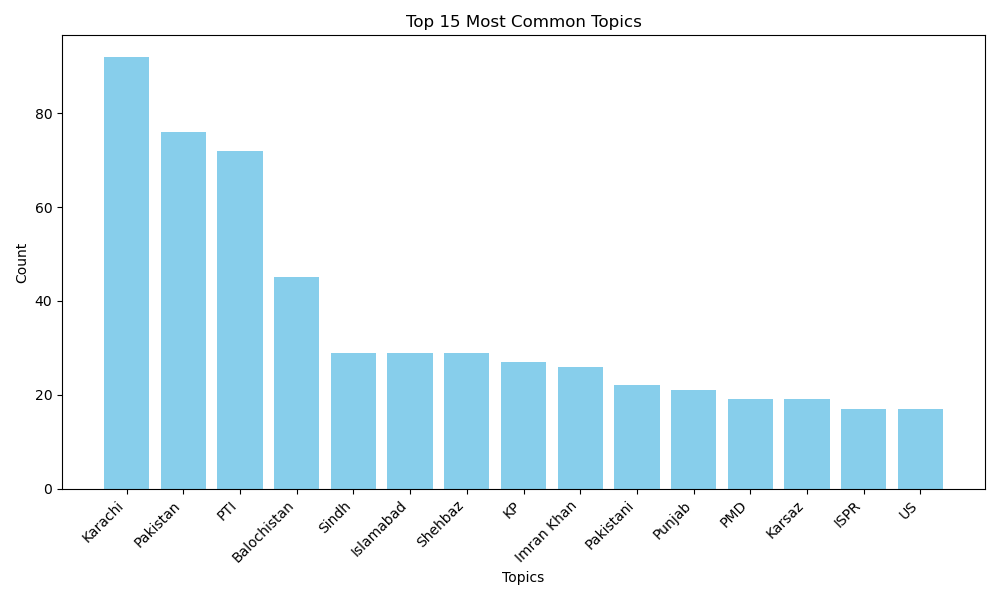 Top 15 Most Common Topics
Count
80
60
40
20
0
Karachi
Pakistan
PTI
Balochistan
Sindh
Islamabad
Shehbaz
KP
Imran Khan
Pakistani
Punjab
PMD
Karsaz
ISPR
US
Topics